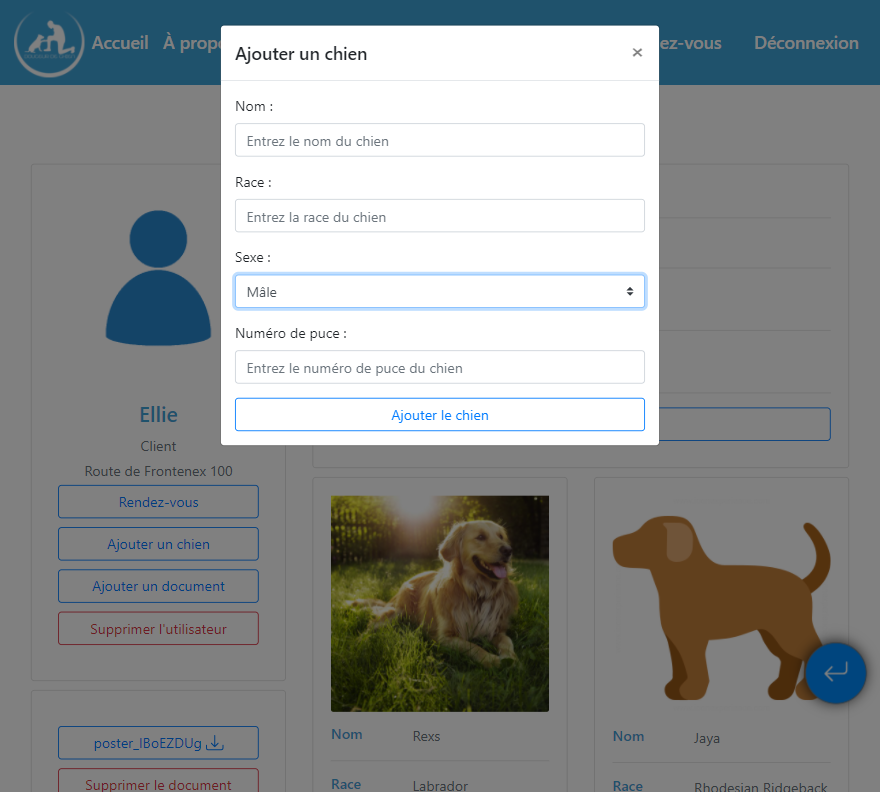 Accueil
À propo
ez-vous
Déconnexion
Ajouter un chien
×
Nom :
Entrez le nom du chien
Race :
Entrez la race du chien
Sexe :
Mâle
Numéro de puce :
Entrez le numéro de puce du chien
Ajouter le chien
Ellie
Client
Route de Frontenex 100
Rendez-vous
Ajouter un chien
Ajouter un document
Supprimer l'utilisateur
poster_lBoEZDUg
Supprimer le document
Nom Rexs
Race Labrador
Nom Jaya
Race Rhodesian Ridgeback